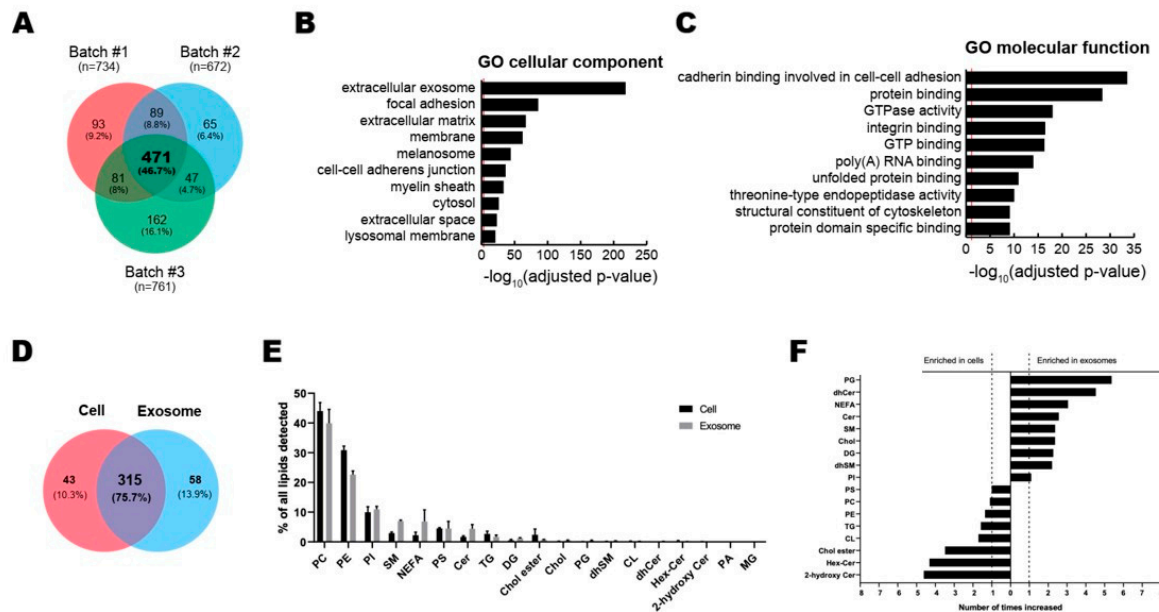 A
Batch #1
(n=734)
Batch #2
(n=672)
93
(9.2%)
89
(8.8%)
65
(6.4%)
471
(46.7%)
81
(8%)
47
(4.7%)
162
(16.1%)
Batch #3
(n=761)
B
GO cellular component
extracellular exosome
focal adhesion
extracellular matrix
membrane
melanosome
cell-cell adherens junction
myelin sheath
cytosol
extracellular space
lysosomal membrane
0 50 100 150 200 250
-log10(adjusted p-value)
C
GO molecular function
cadherin binding involved in cell-cell adhesion
protein binding
GTPase activity
integrin binding
GTP binding
poly(A) RNA binding
unfolded protein binding
threonine-type endopeptidase activity
structural constituent of cytoskeleton
protein domain specific binding
0 5 10 15 20 25 30 35
-log10(adjusted p-value)
D
Cell
Exosome
43
(10.3%)
315
(75.7%)
58
(13.9%)
E
% of all lipids detected
50
40
30
20
10
0
Cell
Exosome
PC PE PI SM NEFA PS Cer TG DG Chol ester Chol PG dhSM CL dhCer Hex-Cer 2-hydroxy Cer PA MG
F
Enriched in cells
Enriched in exosomes
PG
dhCer
NEFA
Cer
SM
Chol
DG
dhSM
PI
PS
PC
PE
TG
CL
Chol ester
Hex-Cer
2-hydroxy Cer
8 7 6 5 4 3 2 1 0 1 2 3 4 5 6 7
Number of times increased